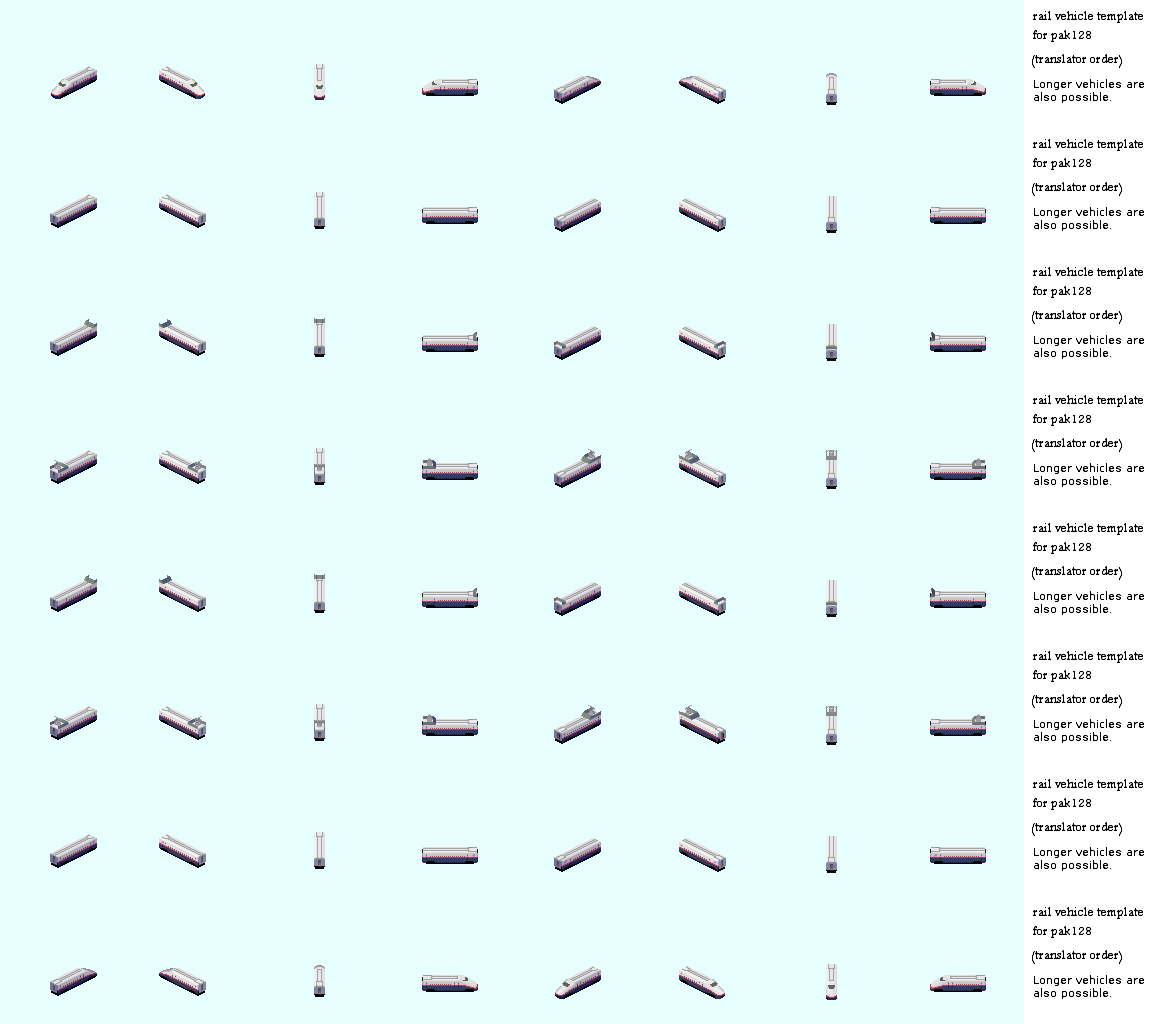 rail vehicle template
for pak128
(translator order)
Longer vehicles are
also possible.
rail vehicle template
for pak128
(translator order)
Longer vehicles are
also possible.
rail vehicle template
for pak128
(translator order)
Longer vehicles are
also possible.
rail vehicle template
for pak128
(translator order)
Longer vehicles are
also possible.
rail vehicle template
for pak128
(translator order)
Longer vehicles are
also possible.
rail vehicle template
for pak128
(translator order)
Longer vehicles are
also possible.
rail vehicle template
for pak128
(translator order)
Longer vehicles are
also possible.
rail vehicle template
for pak128
(translator order)
Longer vehicles are
also possible.